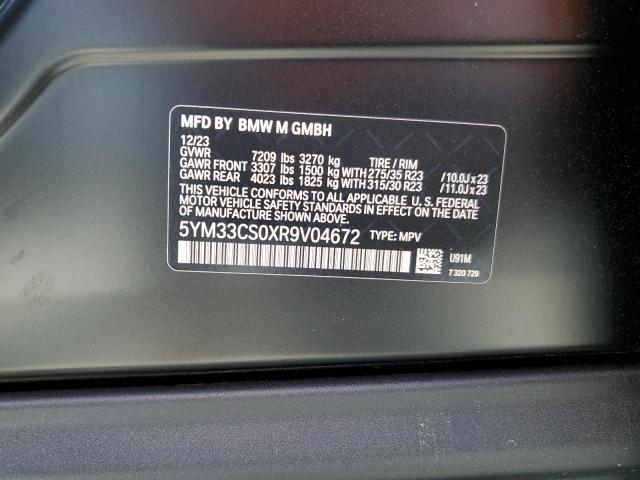 MFD BY BMW M GMBH
12/23
GVWR 7209 lbs 3270 kg TIRE / RIM
GAWR FRONT 3307 lbs 1500 kg WITH 275/35 R23 /10.0J x 23
GAWR REAR 4023 lbs 1825 kg WITH 315/30 R23 /11.0J x 23
THIS VEHICLE CONFORMS TO ALL APPLICABLE U.S. FEDERAL
MOTOR VEHICLE SAFETY STANDARDS IN EFFECT ON THE DATE OF
MANUFACTURE SHOWN ABOVE.
5YM33CS0XR9V04672 TYPE: MPV
U91M
7 320 729